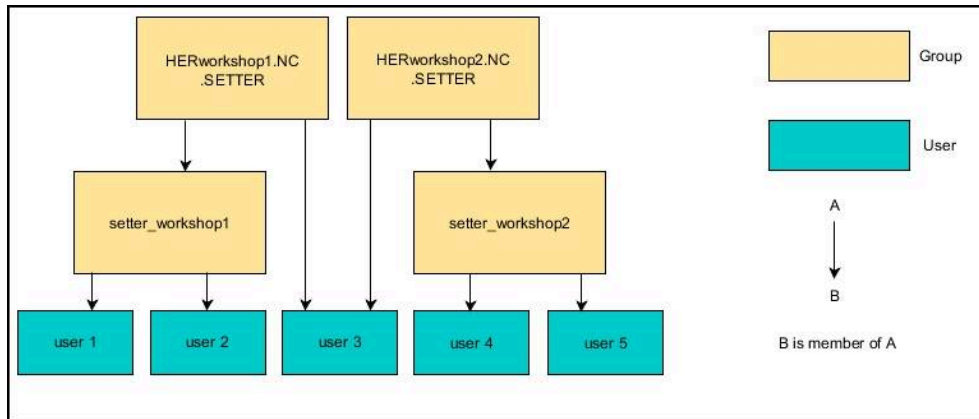 HERworkshop1.NC
.SETTER
HERworkshop2.NC
.SETTER
Group
User
setter_workshop1
setter_workshop2
A
B
user 1
user 2
user 3
user 4
user 5
B is member of A